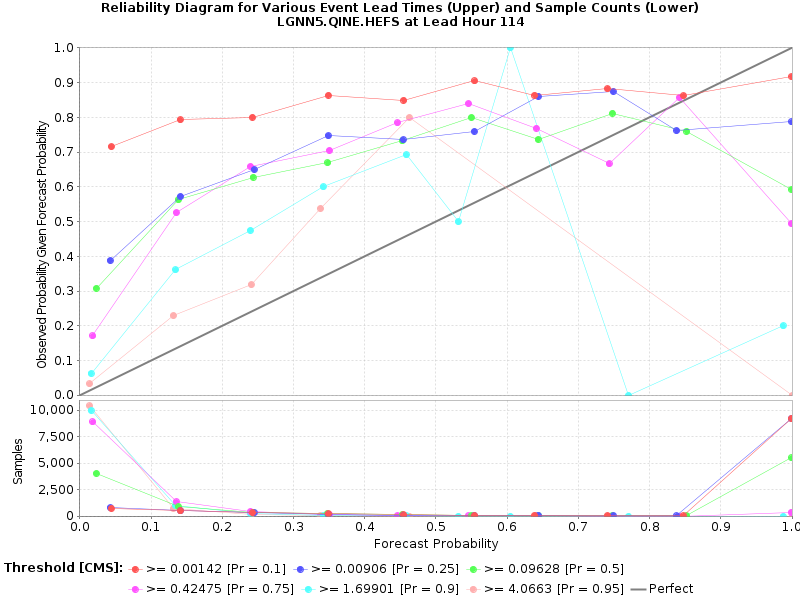 Reliability Diagram for Various Event Lead Times (Upper) and Sample Counts (Lower)
LGNN5.QINE.HEFS at Lead Hour 114
Observed Probability Given Forecast Probability
1.0
0.9
0.8
0.7
0.6
0.5
0.4
0.3
0.2
0.1
0.0
Samples
10,000
7,500
5,000
2,500
0
0.0 0.1 0.2 0.3 0.4 0.5 0.6 0.7 0.8 0.9 1.0
Forecast Probability
Threshold [CMS]: >= 0.00142 [Pr = 0.1] >= 0.00906 [Pr = 0.25] >= 0.09628 [Pr = 0.5]
>= 0.42475 [Pr = 0.75] >= 1.69901 [Pr = 0.9] >= 4.0663 [Pr = 0.95] Perfect